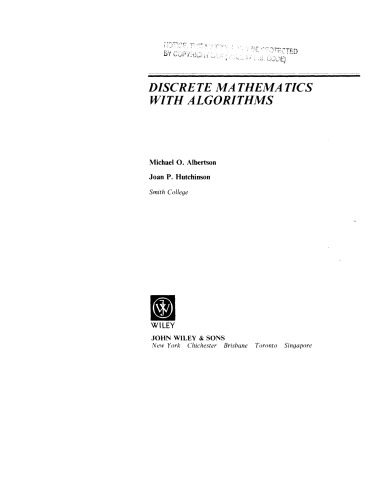 NOTICE: THIS MATERIAL MAY BE PROTECTED
BY COPYRIGHT LAW (TITLE 17 U.S. CODE)
DISCRETE MATHEMATICS
WITH ALGORITHMS
Michael O. Albertson
Joan P. Hutchinson
Smith College
WILEY
JOHN WILEY & SONS
New York Chichester Brisbane Toronto Singapore